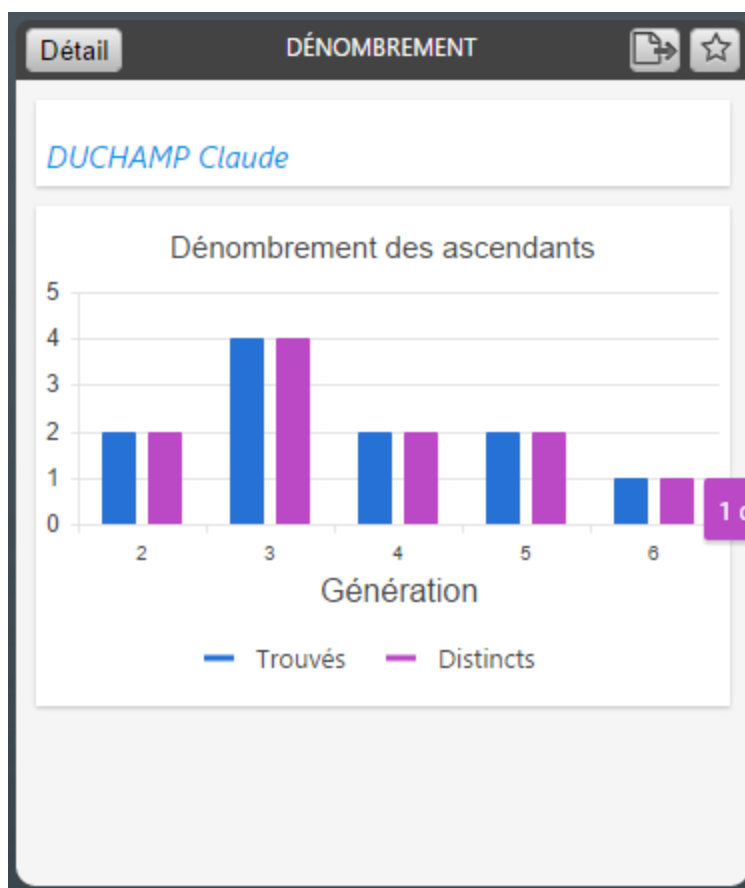 Détail DÉNOMBREMENT
DUCHAMP Claude
Dénombrement des ascendants
5
4
3
2
1
0
1
2 3 4 5 6
Génération
Trouvés Distincts